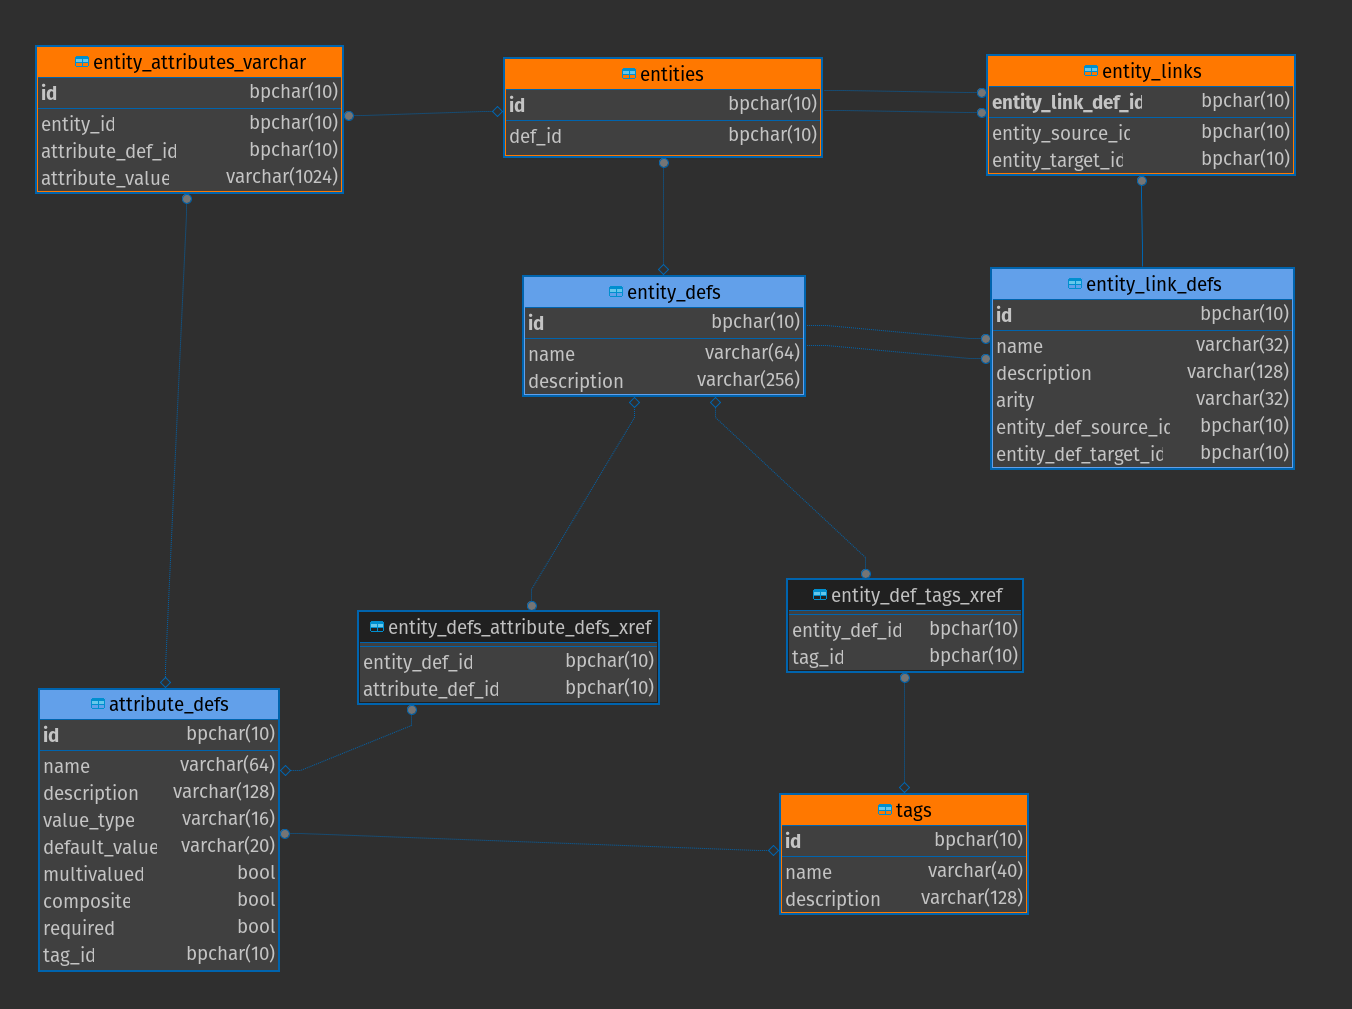 entity_attributes_varchar
id bpchar(10)
entity_id bpchar(10)
attribute_def_id bpchar(10)
attribute_value varchar(1024)
entities
id bpchar(10)
def_id bpchar(10)
entity_links
entity_link_def_id bpchar(10)
entity_source_id bpchar(10)
entity_target_id bpchar(10)
entity_defs
id bpchar(10)
name varchar(64)
description varchar(256)
entity_link_defs
id bpchar(10)
name varchar(32)
description varchar(128)
arity varchar(32)
entity_def_source_id bpchar(10)
entity_def_target_id bpchar(10)
entity_defs_attribute_defs_xref
entity_def_id bpchar(10)
attribute_def_id bpchar(10)
entity_def_tags_xref
entity_def_id bpchar(10)
tag_id bpchar(10)
attribute_defs
id bpchar(10)
name varchar(64)
description varchar(128)
value_type varchar(16)
default_value varchar(20)
multivalued bool
composite bool
required bool
tag_id bpchar(10)
tags
id bpchar(10)
name varchar(40)
description varchar(128)